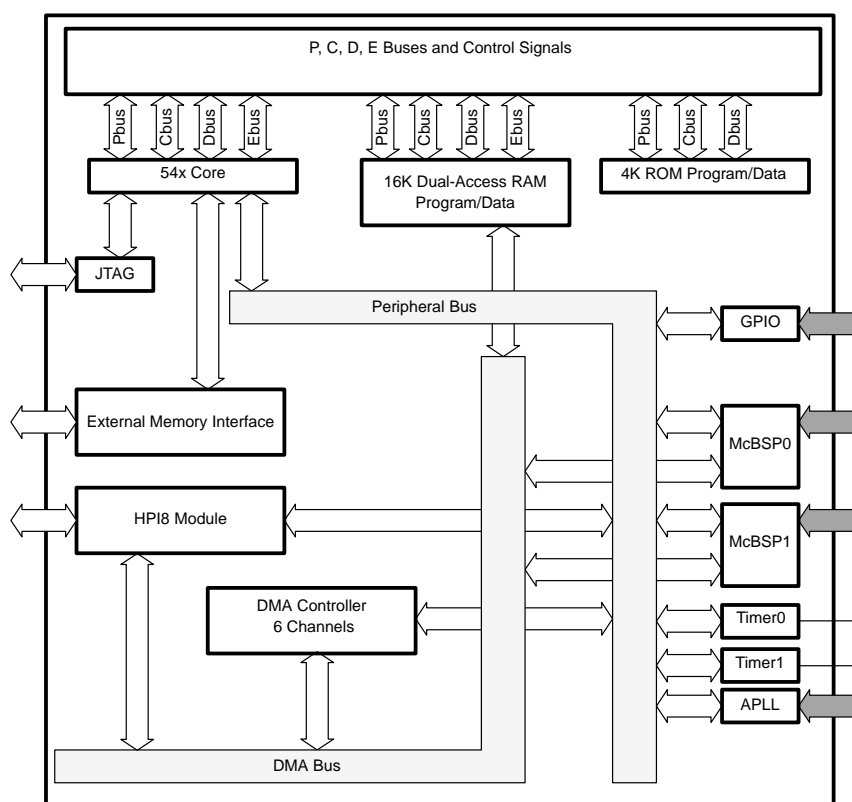 P, C, D, E Buses and Control Signals
Pbus
Cbus
Dbus
Ebus
Pbus
Cbus
Dbus
Ebus
Pbus
Cbus
Dbus
54x Core
16K Dual-Access RAM
Program/Data
4K ROM Program/Data
JTAG
Peripheral Bus
GPIO
External Memory Interface
McBSP0
HPI8 Module
McBSP1
DMA Controller
6 Channels
Timer0
Timer1
APLL
DMA Bus